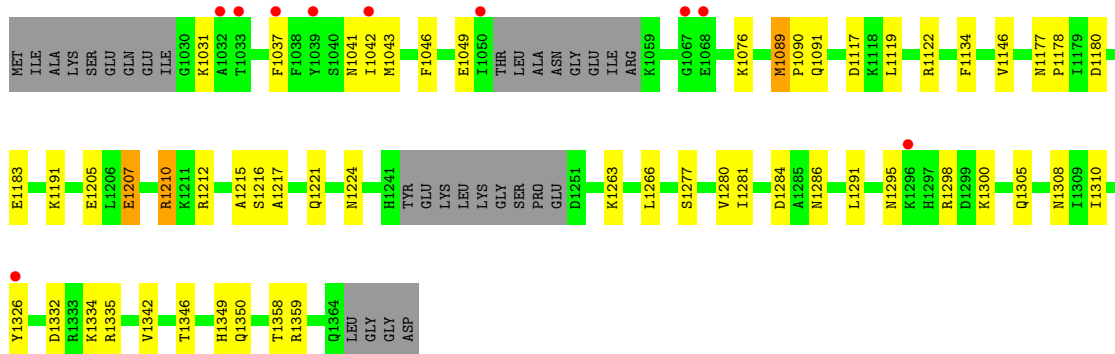 MET ILE ALA LYS SER GLU GLN GLU ILE G1030 K1031 A1032 T1033 F1037 F1038 Y1039 S1040 N1041 I1042 M1043 F1046 E1049 I1050 THR LEU ALA ASN GLY GLU ILE ARG K1059 G1067 E1068 K1076 M1089 P1090 Q1091 D1117 K1118 L1119 R1122 F1134 V1146 N1177 P1178 I1179 D1180
E1183 K1191 E1205 L1206 E1207 R1210 K1211 R1212 A1215 S1216 A1217 Q1221 N1224 H1241 TYR GLU LYS LEU LYS GLY SER PRO GLU D1251 K1263 L1266 S1277 V1280 I1281 D1284 A1285 N1286 L1291 N1295 K1296 H1297 R1298 D1299 K1300 Q1305 N1308 I1309 I1310
Y1326 D1332 R1333 K1334 R1335 V1342 T1346 H1349 Q1350 T1358 R1359 Q1364 LEU GLY GLY ASP